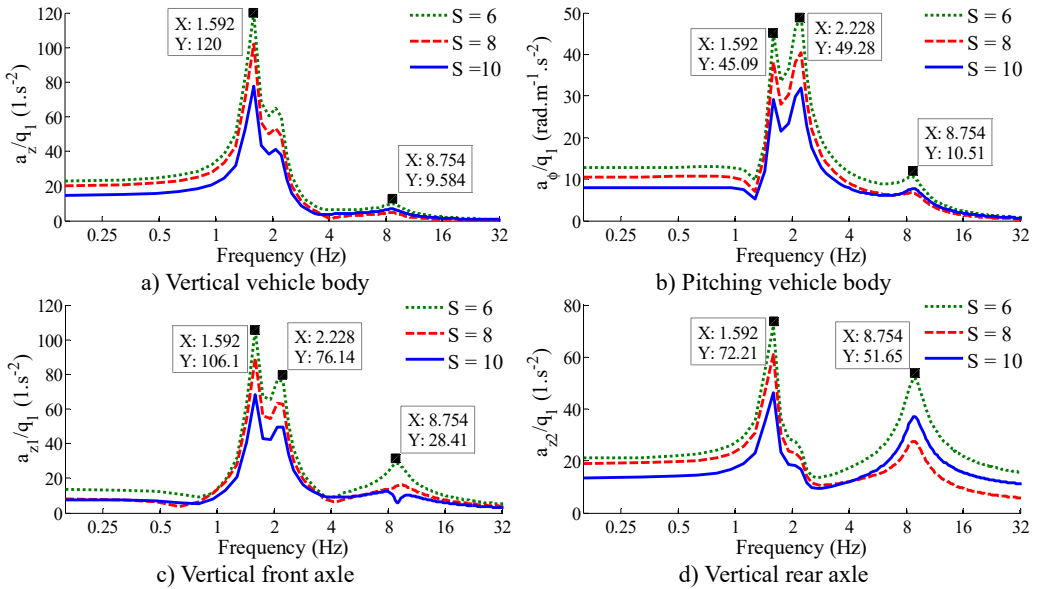 120
100
80
60
40
20
0
a_z/q_1 (1.s^-2)
X: 1.592
Y: 120
S = 6
S = 8
S =10
X: 8.754
Y: 9.584
0.25 0.5 1 2 4 8 16 32
Frequency (Hz)
a) Vertical vehicle body
50
40
30
20
10
0
a_ϕ/q_1 (rad.m^-1.s^-2)
X: 1.592
Y: 45.09
X: 2.228
Y: 49.28
S = 6
S = 8
S = 10
X: 8.754
Y: 10.51
0.25 0.5 1 2 4 8 16 32
Frequency (Hz)
b) Pitching vehicle body
120
100
80
60
40
20
0
a_z1/q_1 (1.s^-2)
X: 1.592
Y: 106.1
X: 2.228
Y: 76.14
S = 6
S = 8
S = 10
X: 8.754
Y: 28.41
0.25 0.5 1 2 4 8 16 32
Frequency (Hz)
c) Vertical front axle
80
60
40
20
0
a_z2/q_1 (1.s^-2)
X: 1.592
Y: 72.21
X: 8.754
Y: 51.65
S = 6
S = 8
S = 10
0.25 0.5 1 2 4 8 16 32
Frequency (Hz)
d) Vertical rear axle